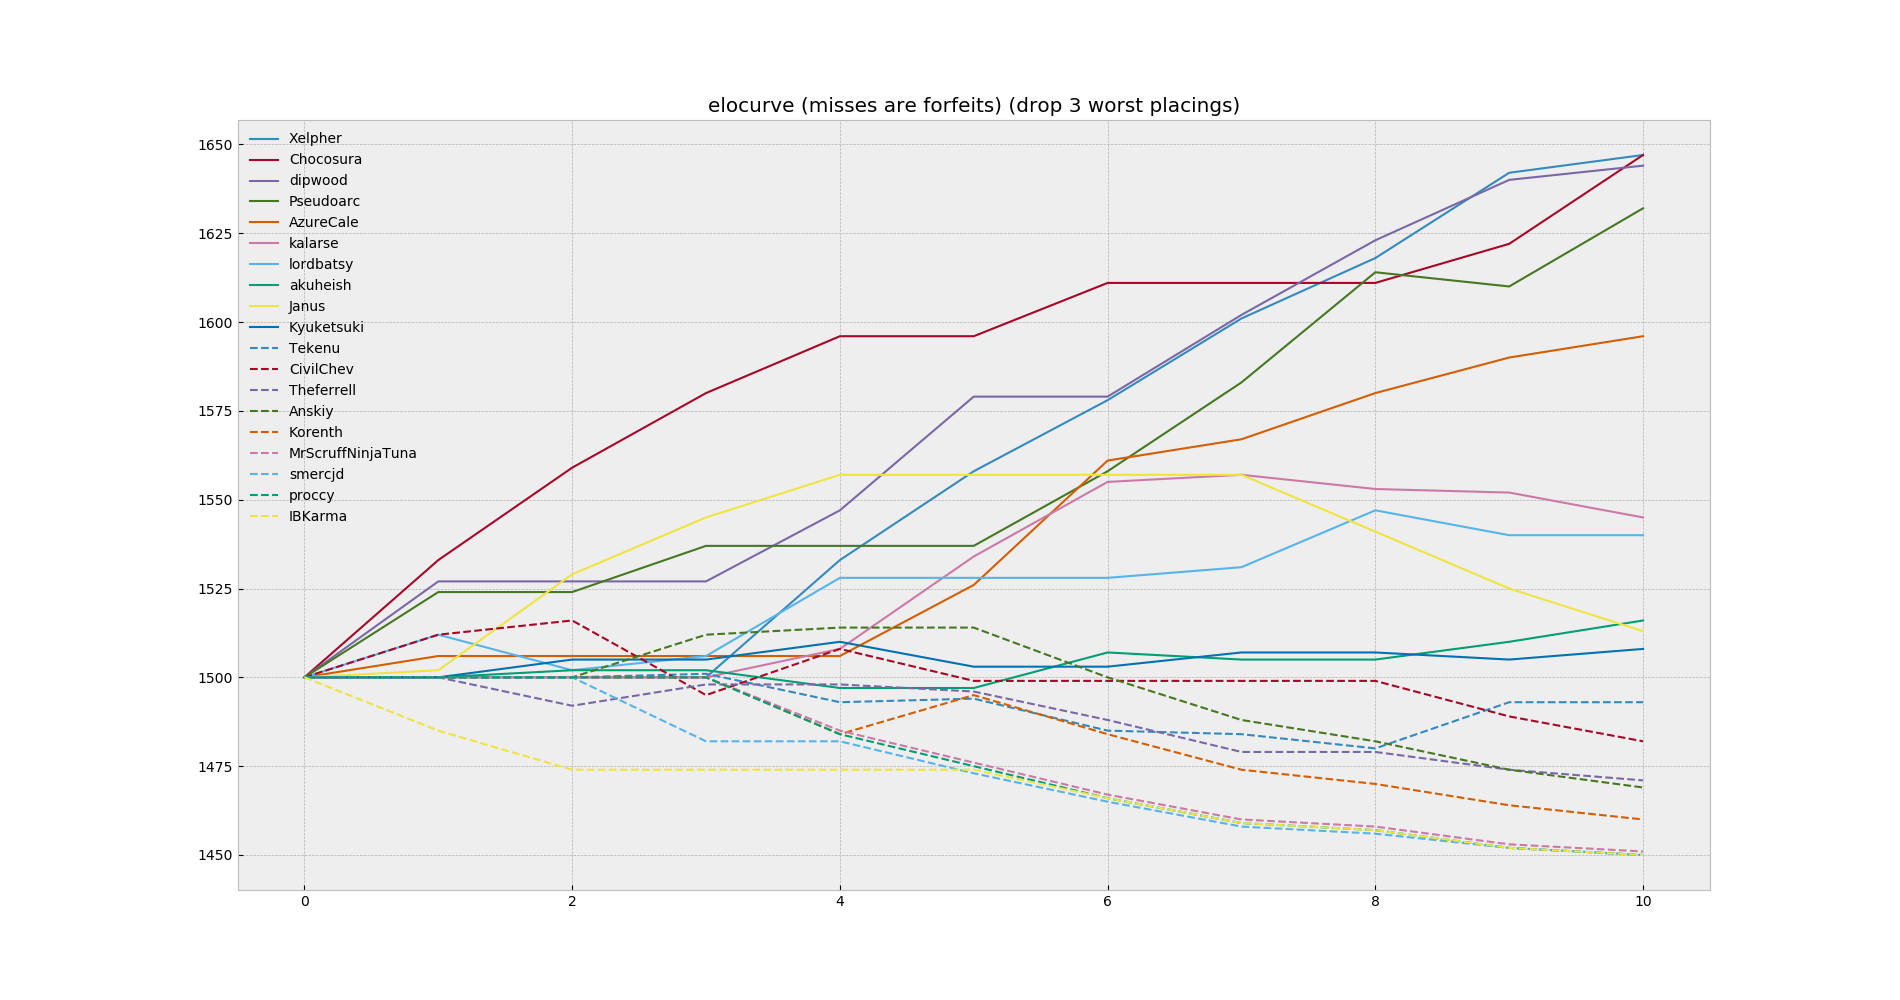 elocurve (misses are forfeits) (drop 3 worst placings)
Xelpher
Chocosura
dipwood
Pseudoarc
AzureCale
kalarse
lordbatsy
akuheish
Janus
Kyuketsuki
Tekenu
CivilChev
Theferrell
Anskiy
Korenth
MrScruffNinjaTuna
smercjd
proccy
IBKarma
1650
1625
1600
1575
1550
1525
1500
1475
1450
0 2 4 6 8 10